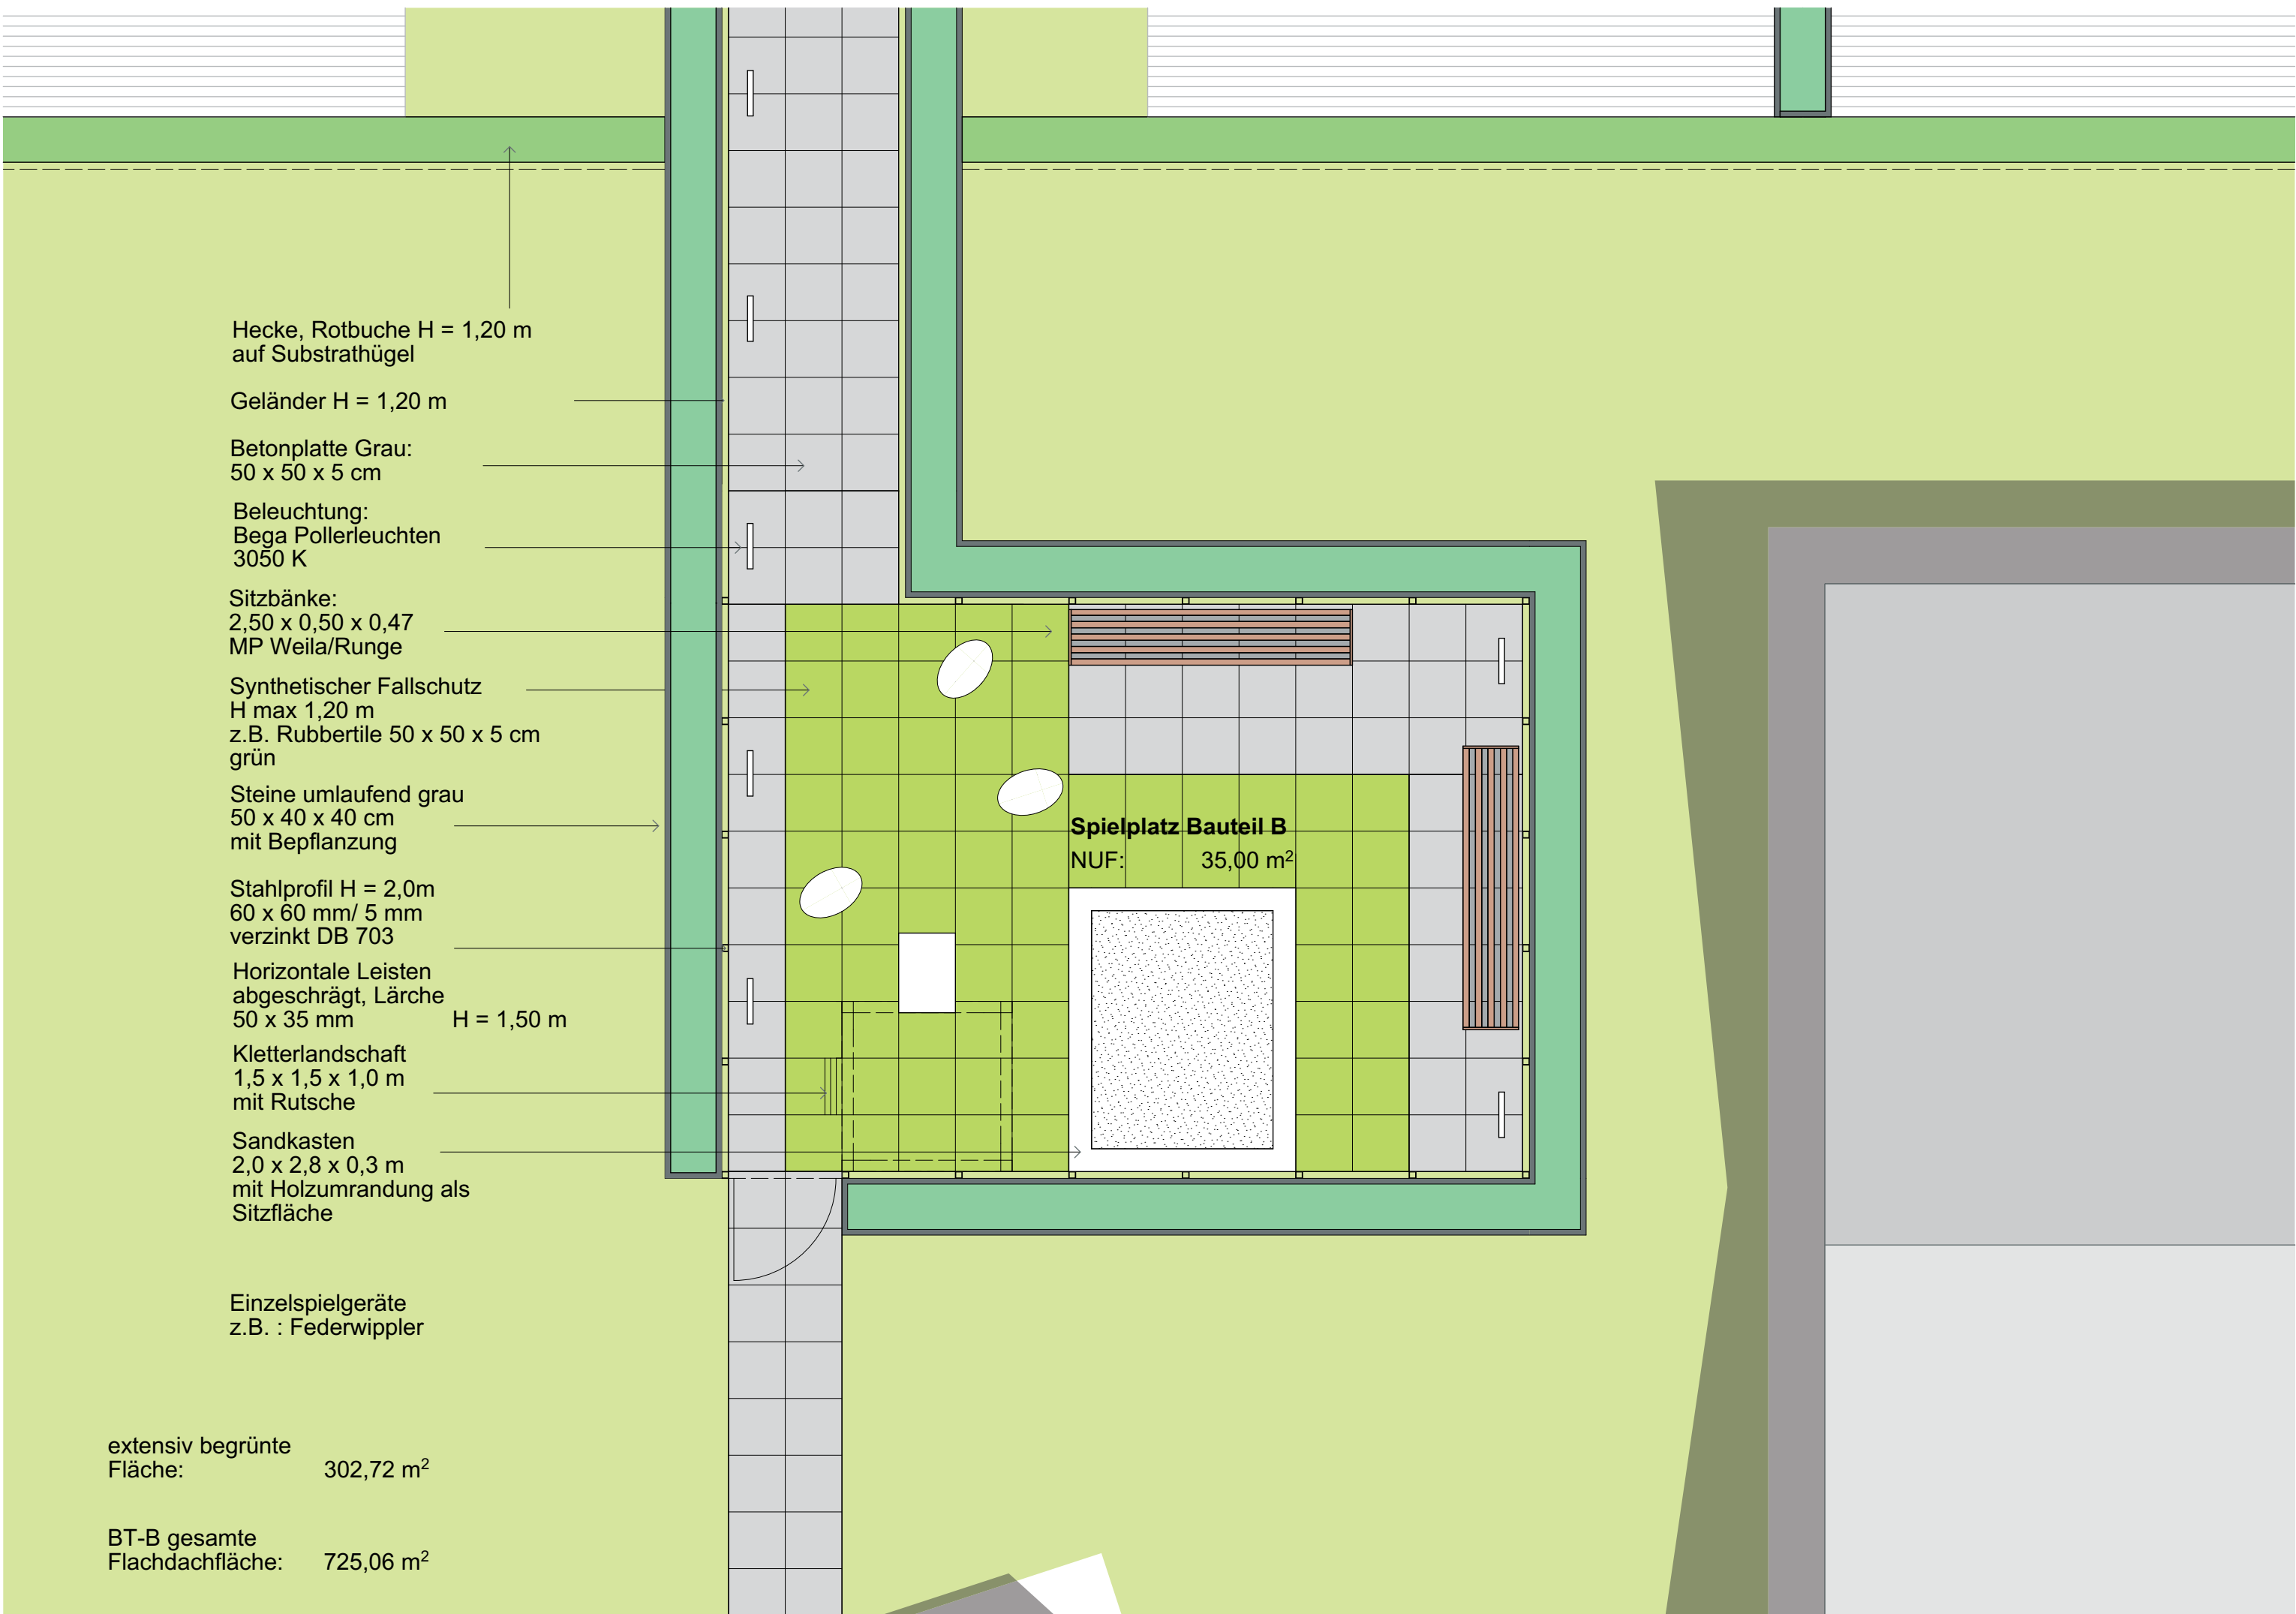 Hecke, Rotbuche H = 1,20 m
auf Substrathügel
Geländer H = 1,20 m
Betonplatte Grau:
50 x 50 x 5 cm
Beleuchtung:
Bega Pollerleuchten
3050 K
Sitzbänke:
2,50 x 0,50 x 0,47
MP Weila/Runge
Synthetischer Fallschutz
H max 1,20 m
z.B. Rubbertile 50 x 50 x 5 cm
grün
Steine umlaufend grau
50 x 40 x 40 cm
mit Bepflanzung
Stahlprofil H = 2,0m
60 x 60 mm/ 5 mm
verzinkt DB 703
Horizontale Leisten
abgeschrägt, Lärche
50 x 35 mm H = 1,50 m
Kletterlandschaft
1,5 x 1,5 x 1,0 m
mit Rutsche
Sandkasten
2,0 x 2,8 x 0,3 m
mit Holzumrandung als
Sitzfläche
Einzelspielgeräte
z.B. : Federwippler
extensiv begrünte
Fläche: 302,72 m²
BT-B gesamte
Flachdachfläche: 725,06 m²
Spielplatz Bauteil B
NUF: 35,00 m²